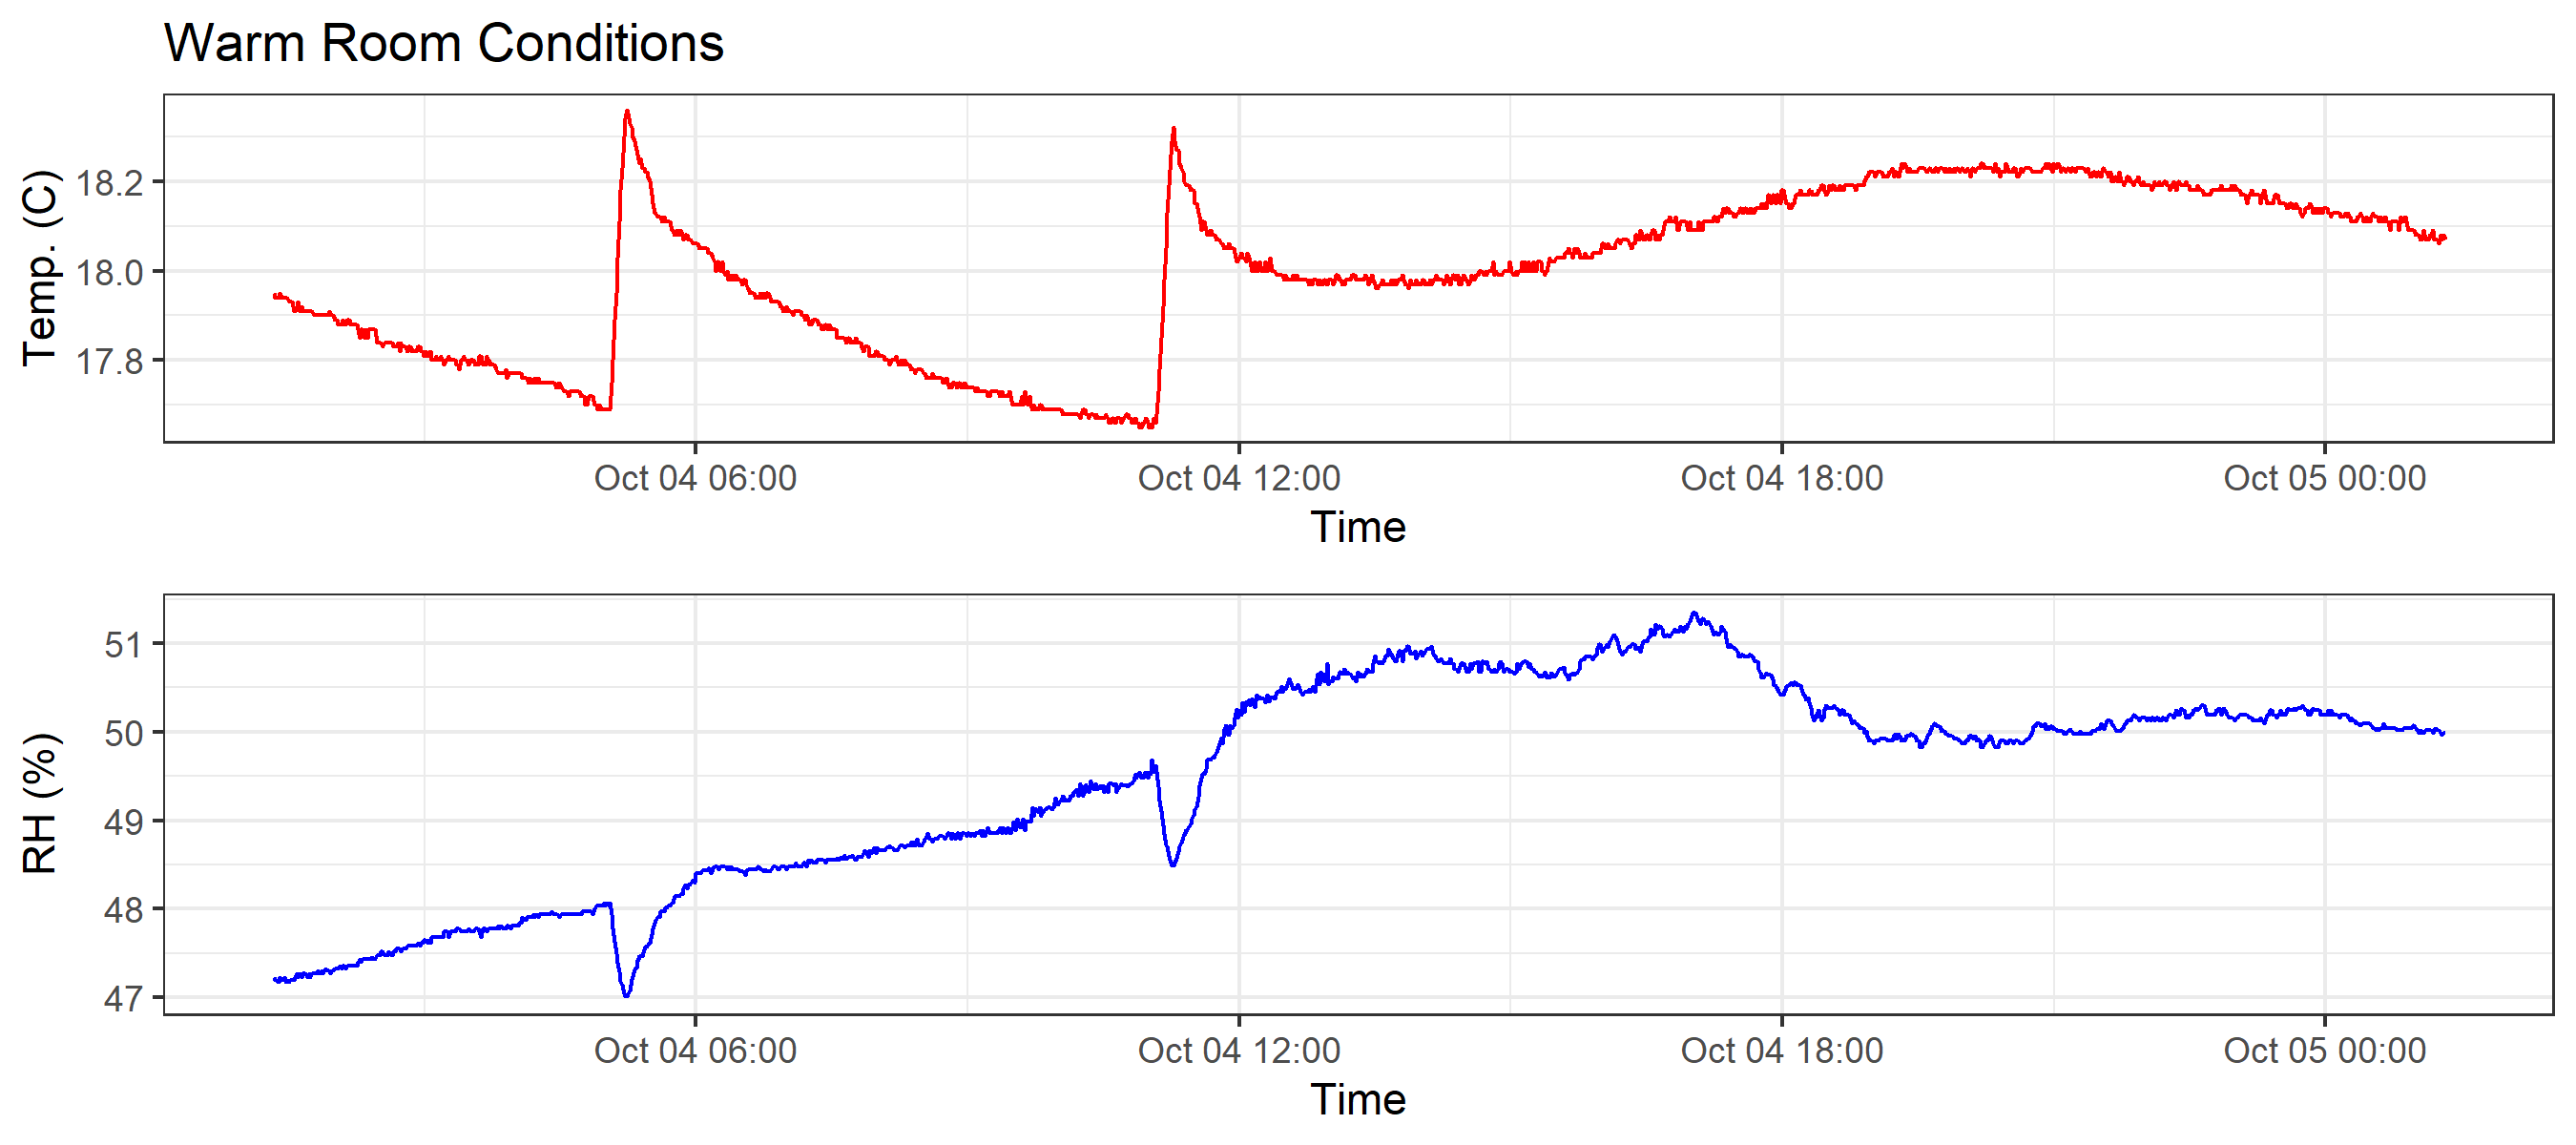 Warm Room Conditions
Temp. (C)
18.2
18.0
17.8
Oct 04 06:00 Oct 04 12:00 Oct 04 18:00 Oct 05 00:00
Time
RH (%)
51
50
49
48
47
Oct 04 06:00 Oct 04 12:00 Oct 04 18:00 Oct 05 00:00
Time